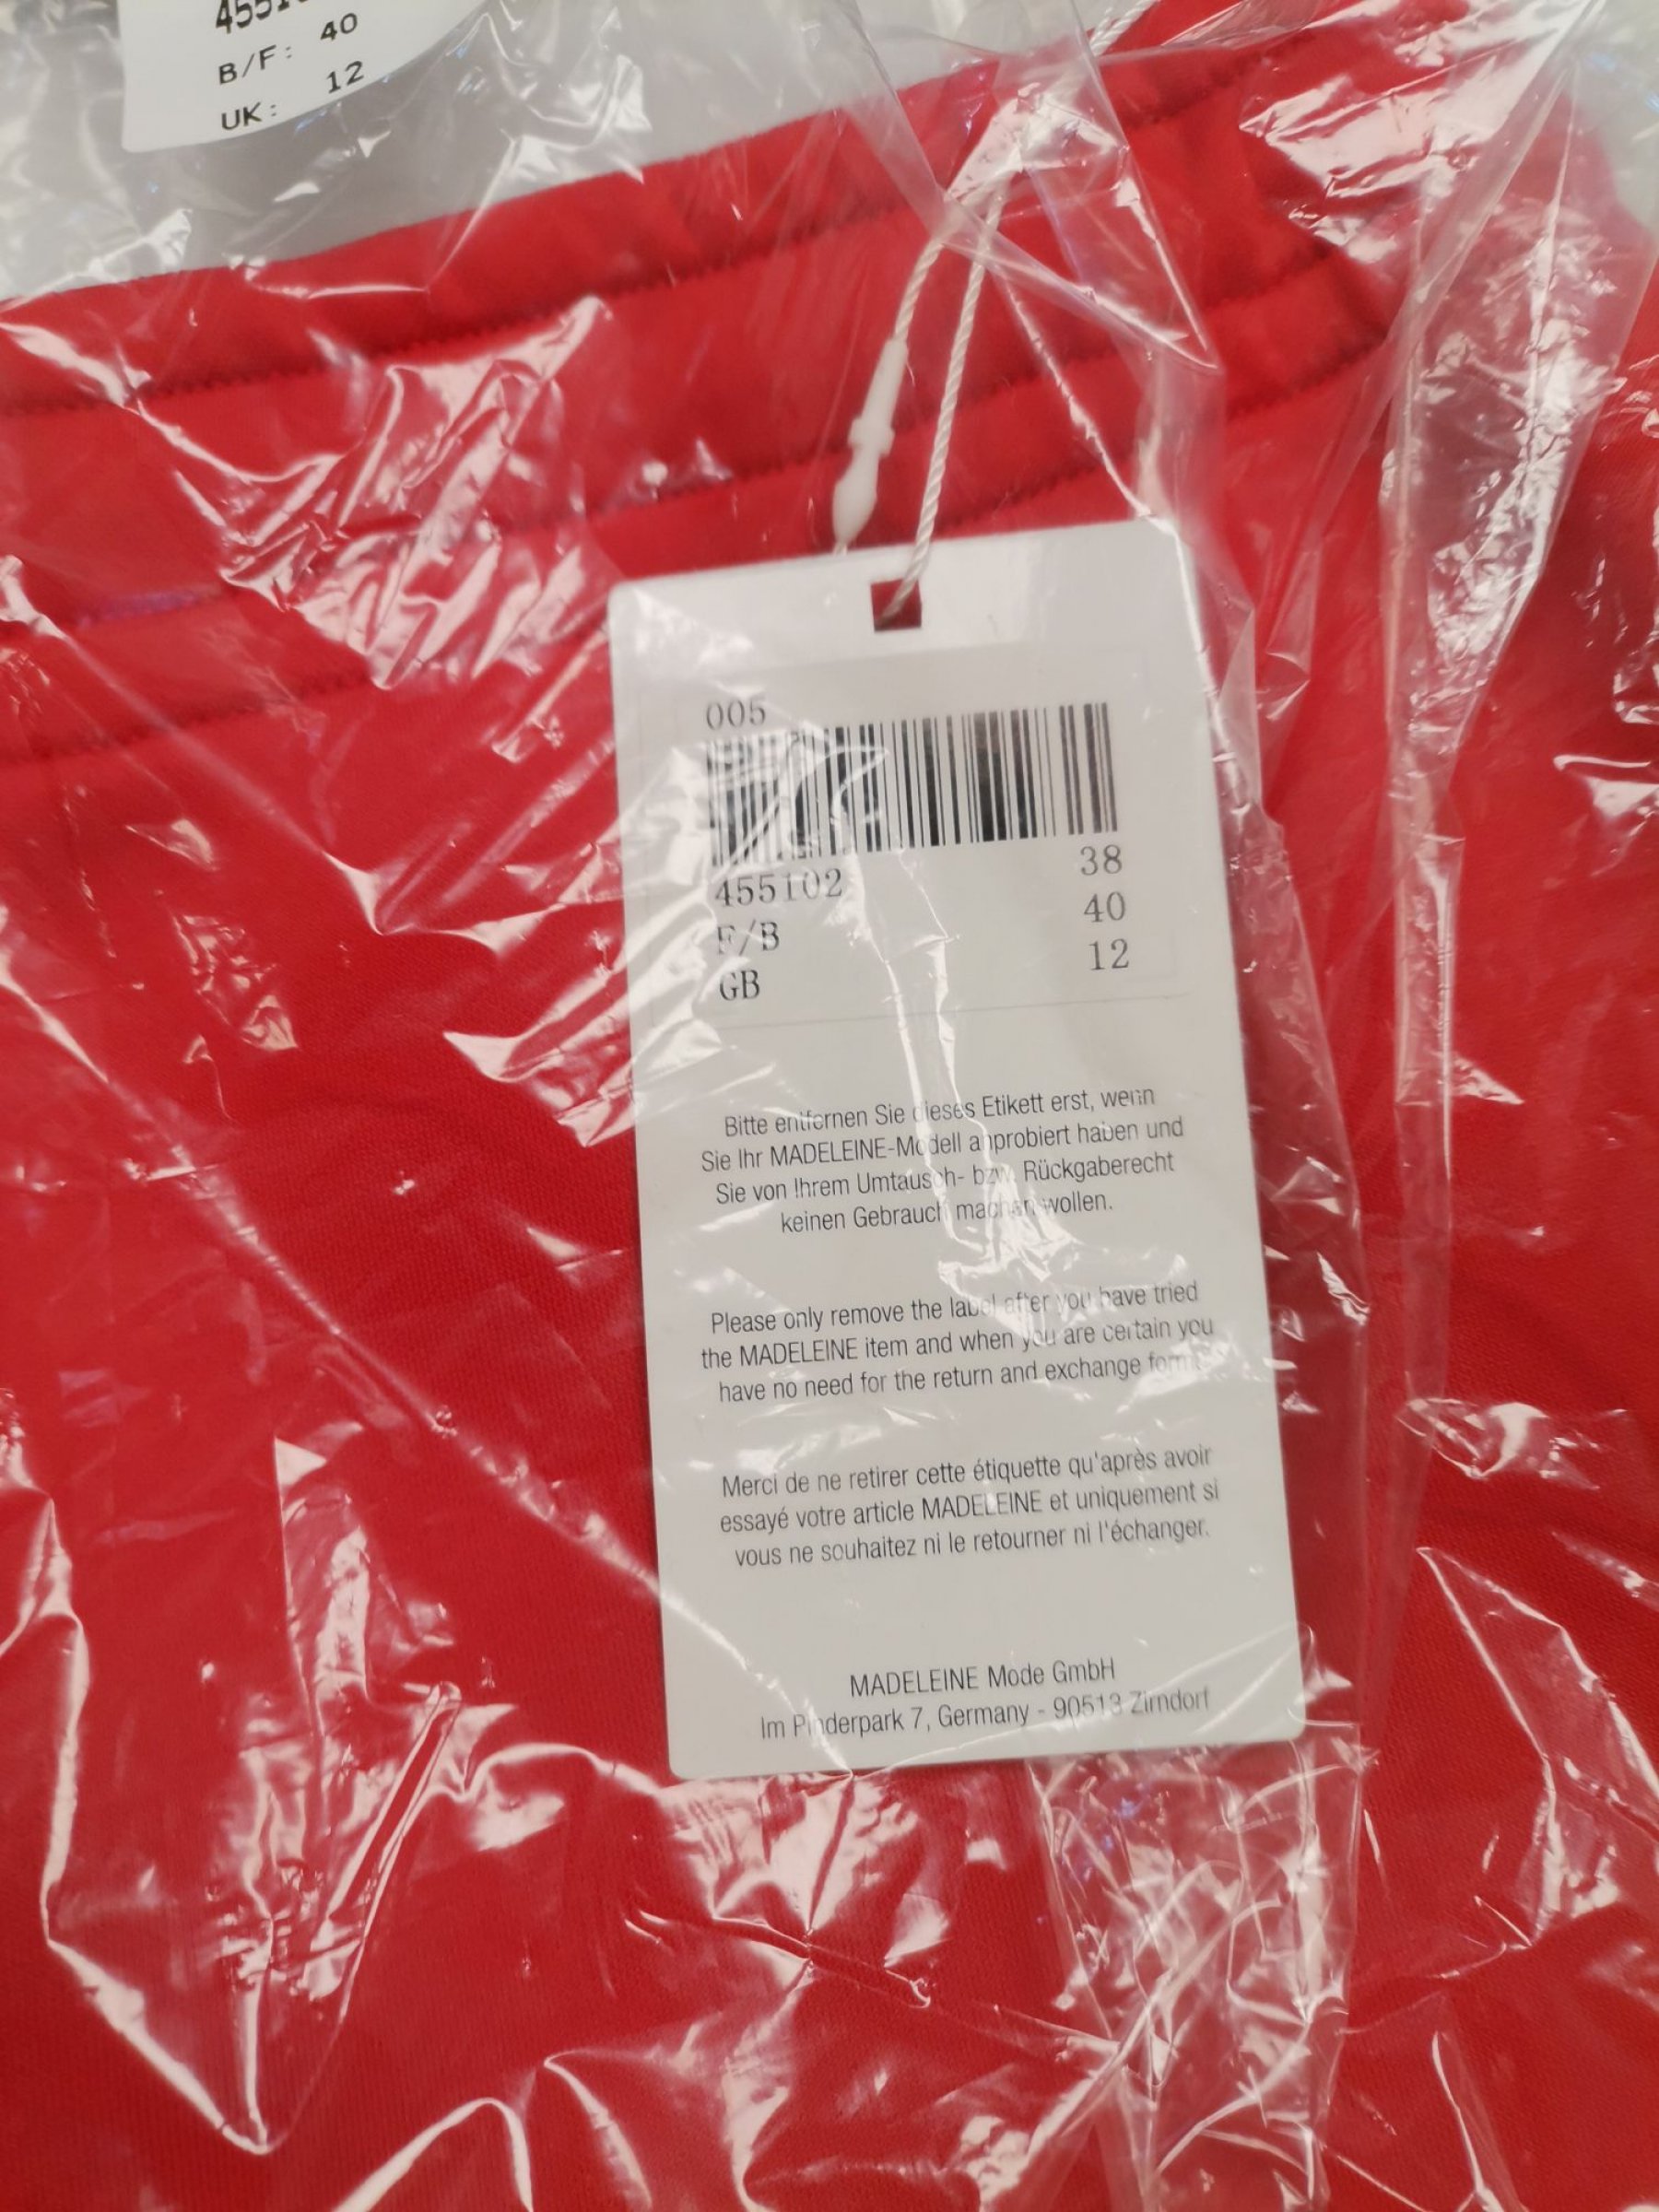 B/F: 40
UK: 12
005
455102 38
F/B 40
GB 12
Bitte entfernen Sie dieses Etikett erst, wenn
Sie Ihr MADELEINE-Modell anprobiert haben und
Sie von Ihrem Umtausch- bzw. Rückgaberecht
keinen Gebrauch machen wollen.
Please only remove the label after you have tried
the MADELEINE item and when you are certain you
have no need for the return and exchange
Merci de ne retirer cette étiquette qu'après avoir
essayé votre article MADELEINE et uniquement si
vous ne souhaitez ni le retourner ni l'échanger.
MADELEINE Mode GmbH
Im Pinderpark 7, Germany - 90513 Zirndorf